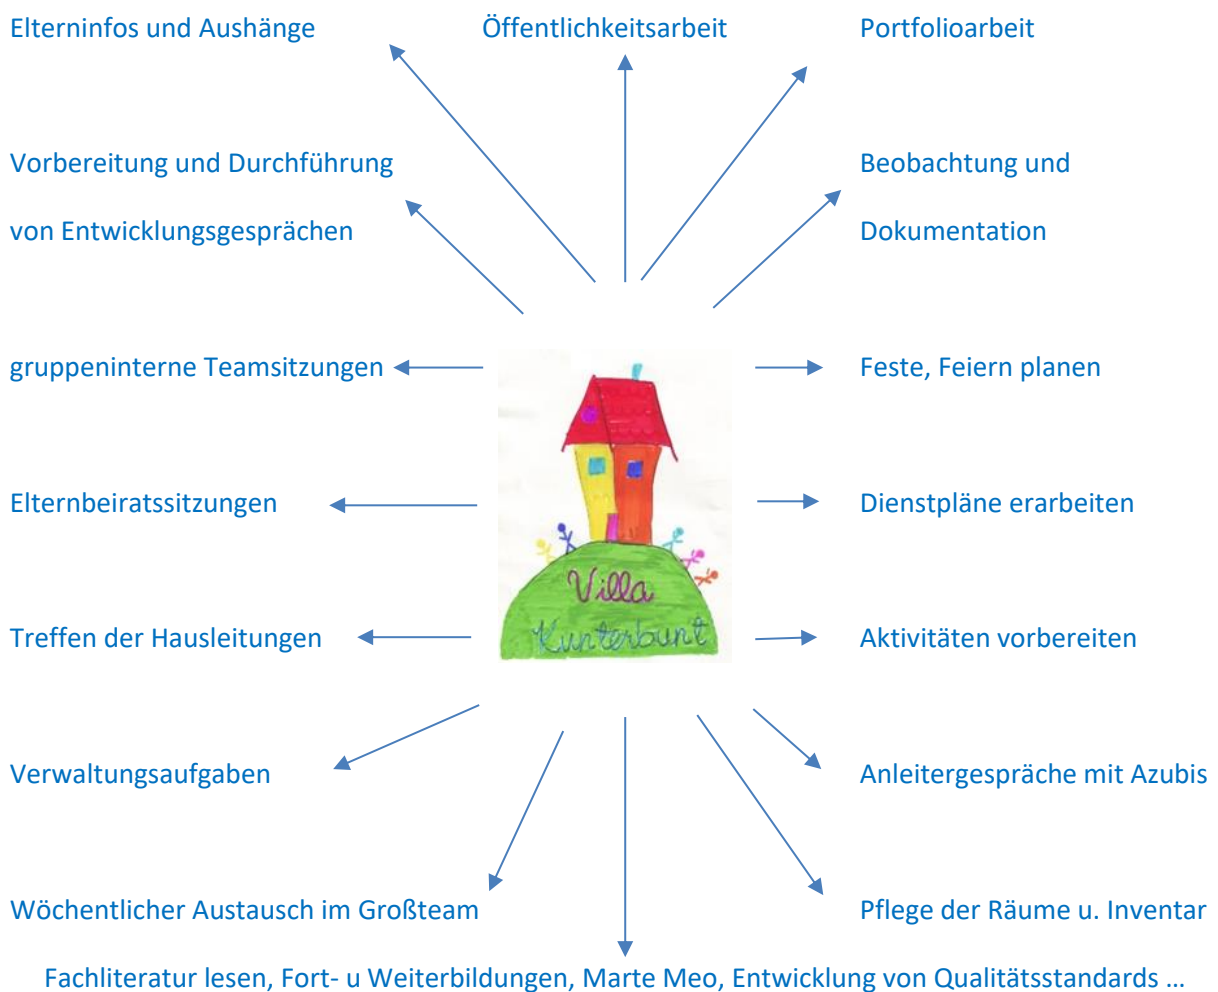 Elterninfos und Aushänge
Öffentlichkeitsarbeit
Portfolioarbeit
Vorbereitung und Durchführung
von Entwicklungsgesprächen
Beobachtung und
Dokumentation
gruppeninterne Teamsitzungen
Feste, Feiern planen
Elternbeiratssitzungen
Dienstpläne erarbeiten
Villa
Kunterbunt
Treffen der Hausleitungen
Aktivitäten vorbereiten
Verwaltungsaufgaben
Anleitergespräche mit Azubis
Wöchentlicher Austausch im Großteam
Pflege der Räume u. Inventar
Fachliteratur lesen, Fort- u Weiterbildungen, Marte Meo, Entwicklung von Qualitätsstandards ...